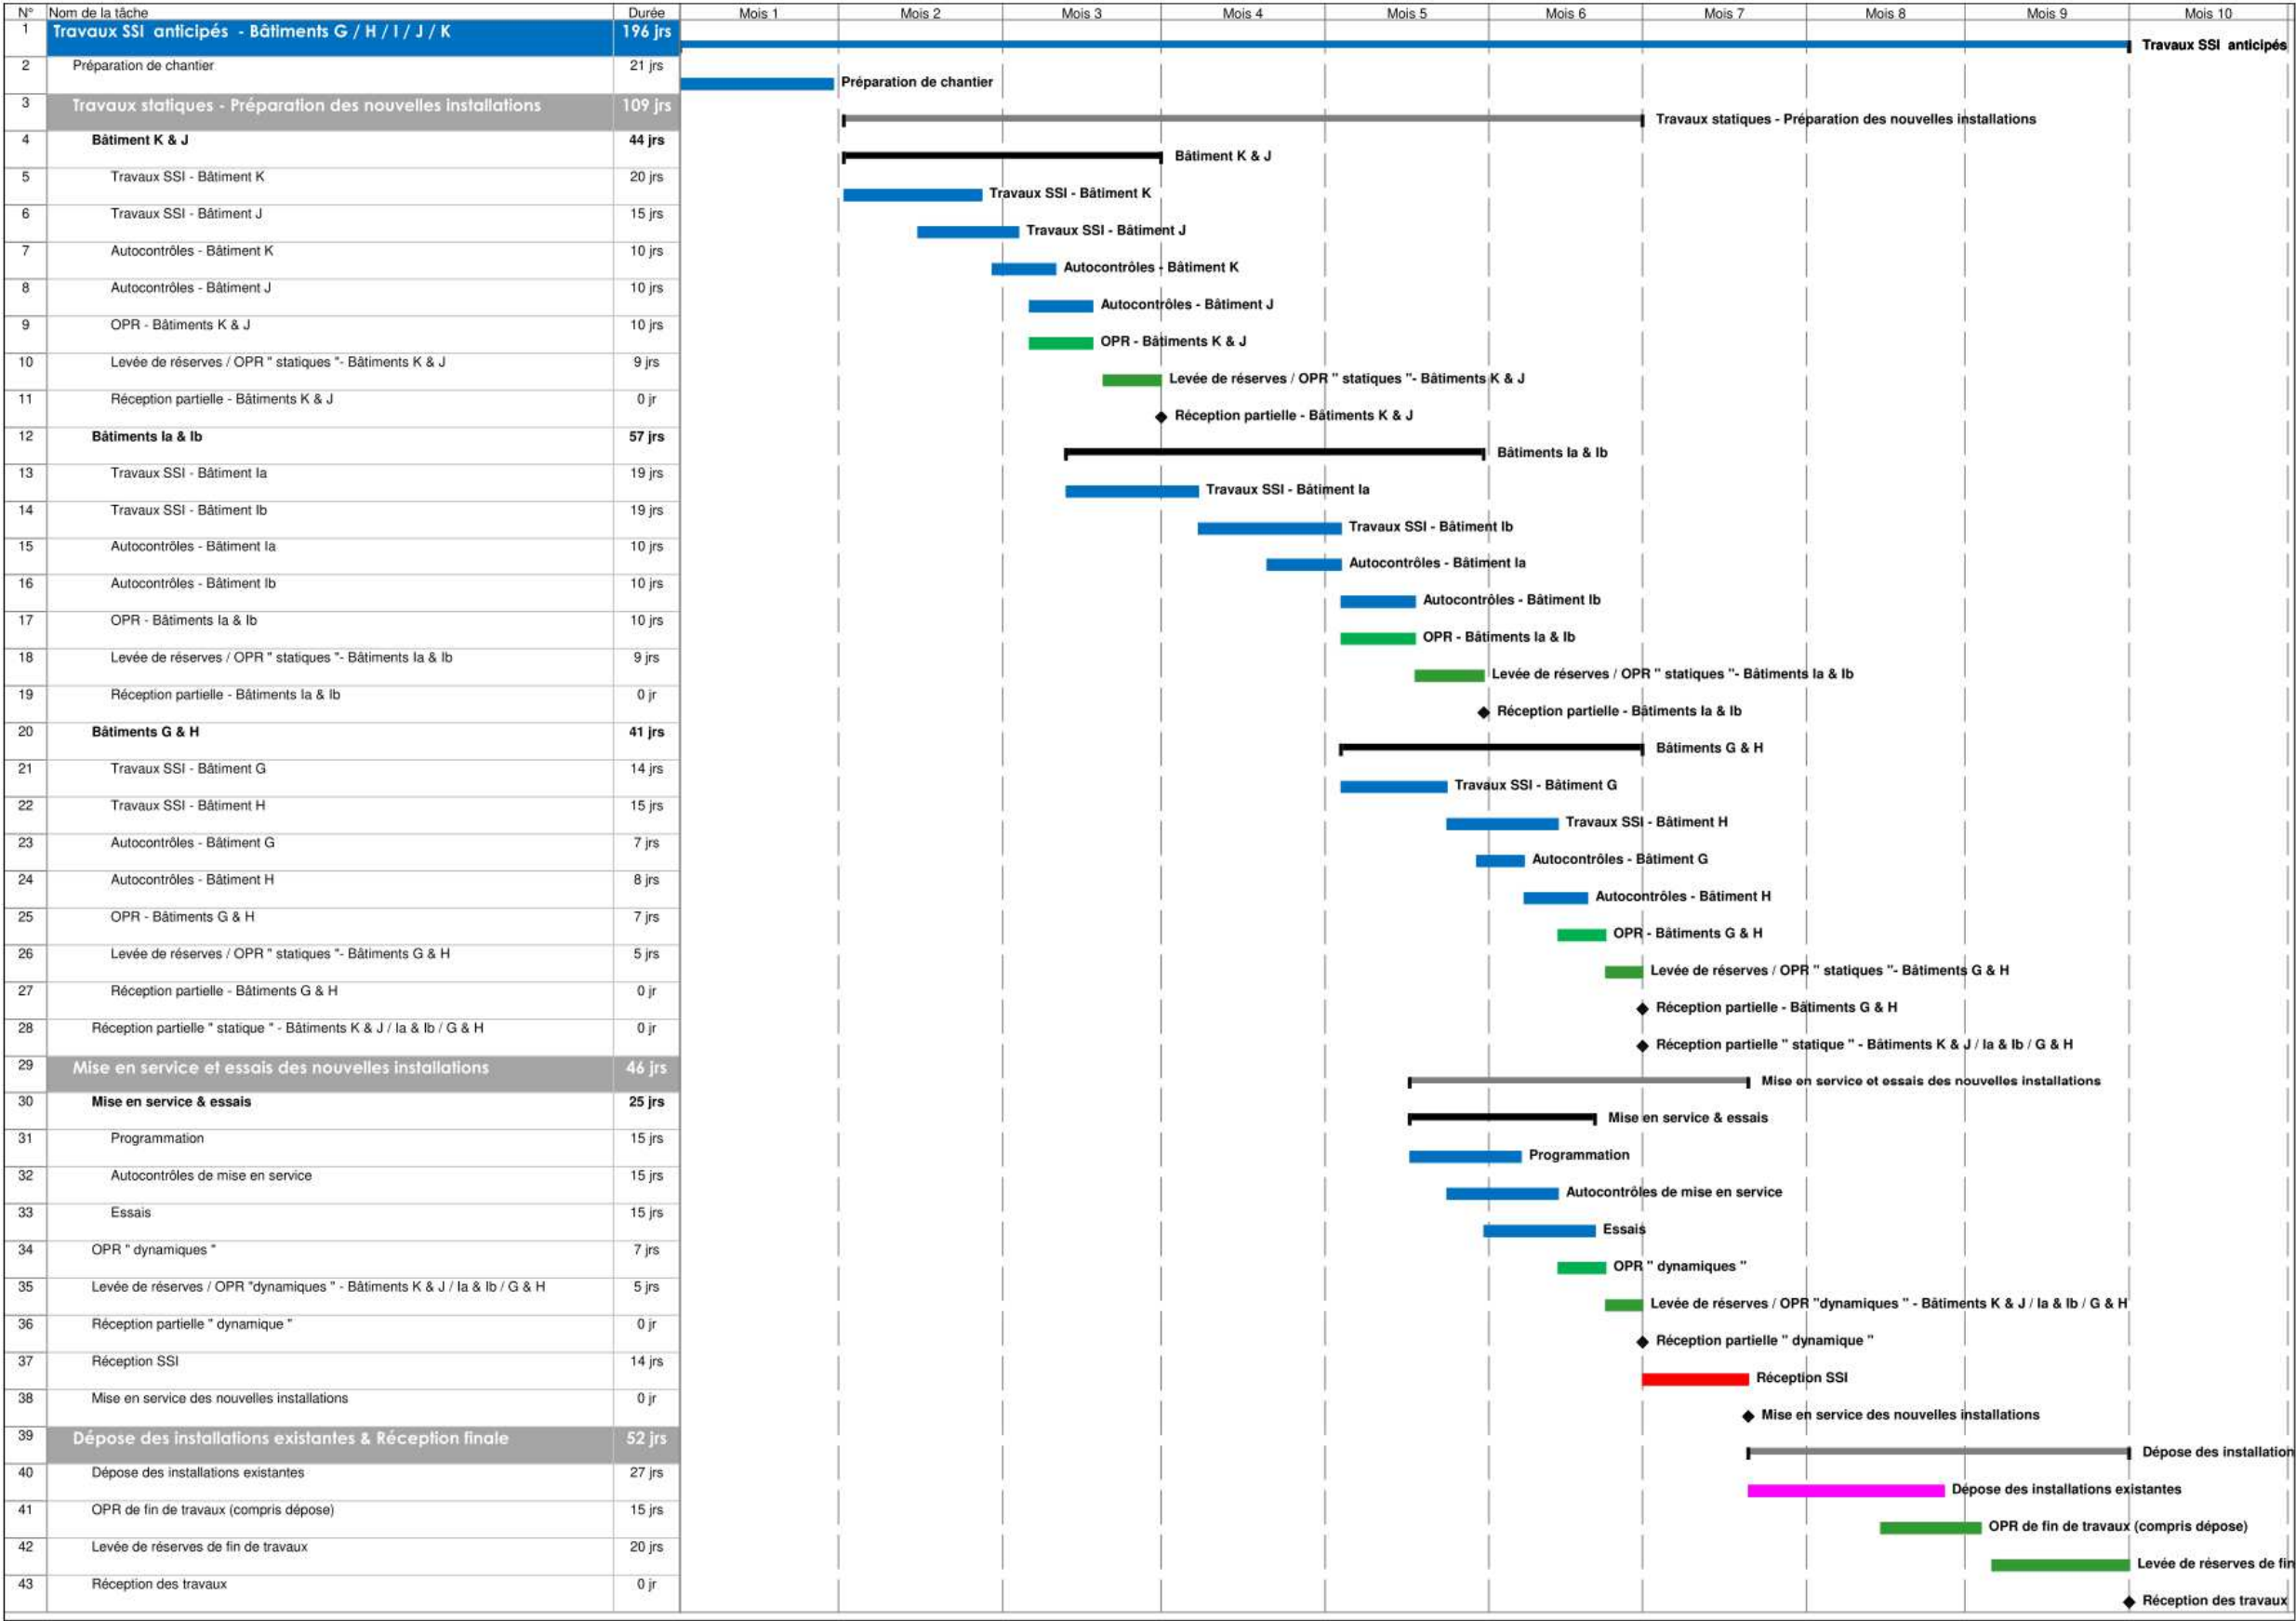 N° Nom de la tâche Durée Mois 1 Mois 2 Mois 3 Mois 4 Mois 5 Mois 6 Mois 7 Mois 8 Mois 9 Mois 10
1 Travaux SSI anticipés - Bâtiments G / H / I / J / K 196 jrs
Travaux SSI anticipés
2 Préparation de chantier 21 jrs
Préparation de chantier
3 Travaux statiques - Préparation des nouvelles installations 109 jrs
Travaux statiques - Préparation des nouvelles installations
4 Bâtiment K & J 44 jrs
Bâtiment K & J
5 Travaux SSI - Bâtiment K 20 jrs
Travaux SSI - Bâtiment K
6 Travaux SSI - Bâtiment J 15 jrs
Travaux SSI - Bâtiment J
7 Autocontrôles - Bâtiment K 10 jrs
Autocontrôles - Bâtiment K
8 Autocontrôles - Bâtiment J 10 jrs
Autocontrôles - Bâtiment J
9 OPR - Bâtiments K & J 10 jrs
OPR - Bâtiments K & J
10 Levée de réserves / OPR " statiques "- Bâtiments K & J 9 jrs
Levée de réserves / OPR " statiques "- Bâtiments K & J
11 Réception partielle - Bâtiments K & J 0 jr
Réception partielle - Bâtiments K & J
12 Bâtiments Ia & Ib 57 jrs
Bâtiments Ia & Ib
13 Travaux SSI - Bâtiment Ia 19 jrs
Travaux SSI - Bâtiment Ia
14 Travaux SSI - Bâtiment Ib 19 jrs
Travaux SSI - Bâtiment Ib
15 Autocontrôles - Bâtiment Ia 10 jrs
Autocontrôles - Bâtiment Ia
16 Autocontrôles - Bâtiment Ib 10 jrs
Autocontrôles - Bâtiment Ib
17 OPR - Bâtiments Ia & Ib 10 jrs
OPR - Bâtiments Ia & Ib
18 Levée de réserves / OPR " statiques "- Bâtiments Ia & Ib 9 jrs
Levée de réserves / OPR " statiques "- Bâtiments Ia & Ib
19 Réception partielle - Bâtiments Ia & Ib 0 jr
Réception partielle - Bâtiments Ia & Ib
20 Bâtiments G & H 41 jrs
Bâtiments G & H
21 Travaux SSI - Bâtiment G 14 jrs
Travaux SSI - Bâtiment G
22 Travaux SSI - Bâtiment H 15 jrs
Travaux SSI - Bâtiment H
23 Autocontrôles - Bâtiment G 7 jrs
Autocontrôles - Bâtiment G
24 Autocontrôles - Bâtiment H 8 jrs
Autocontrôles - Bâtiment H
25 OPR - Bâtiments G & H 7 jrs
OPR - Bâtiments G & H
26 Levée de réserves / OPR " statiques "- Bâtiments G & H 5 jrs
Levée de réserves / OPR " statiques "- Bâtiments G & H
27 Réception partielle - Bâtiments G & H 0 jr
Réception partielle - Bâtiments G & H
28 Réception partielle " statique " - Bâtiments K & J / Ia & Ib / G & H 0 jr
Réception partielle " statique " - Bâtiments K & J / Ia & Ib / G & H
29 Mise en service et essais des nouvelles installations 46 jrs
Mise en service et essais des nouvelles installations
30 Mise en service & essais 25 jrs
Mise en service & essais
31 Programmation 15 jrs
Programmation
32 Autocontrôles de mise en service 15 jrs
Autocontrôles de mise en service
33 Essais 15 jrs
Essais
34 OPR " dynamiques " 7 jrs
OPR " dynamiques "
35 Levée de réserves / OPR "dynamiques " - Bâtiments K & J / Ia & Ib / G & H 5 jrs
Levée de réserves / OPR "dynamiques " - Bâtiments K & J / Ia & Ib / G & H
36 Réception partielle " dynamique " 0 jr
Réception partielle " dynamique "
37 Réception SSI 14 jrs
Réception SSI
38 Mise en service des nouvelles installations 0 jr
Mise en service des nouvelles installations
39 Dépose des installations existantes & Réception finale 52 jrs
Dépose des installation
40 Dépose des installations existantes 27 jrs
Dépose des installations existantes
41 OPR de fin de travaux (compris dépose) 15 jrs
OPR de fin de travaux (compris dépose)
42 Levée de réserves de fin de travaux 20 jrs
Levée de réserves de fin
43 Réception des travaux 0 jr
Réception des travaux